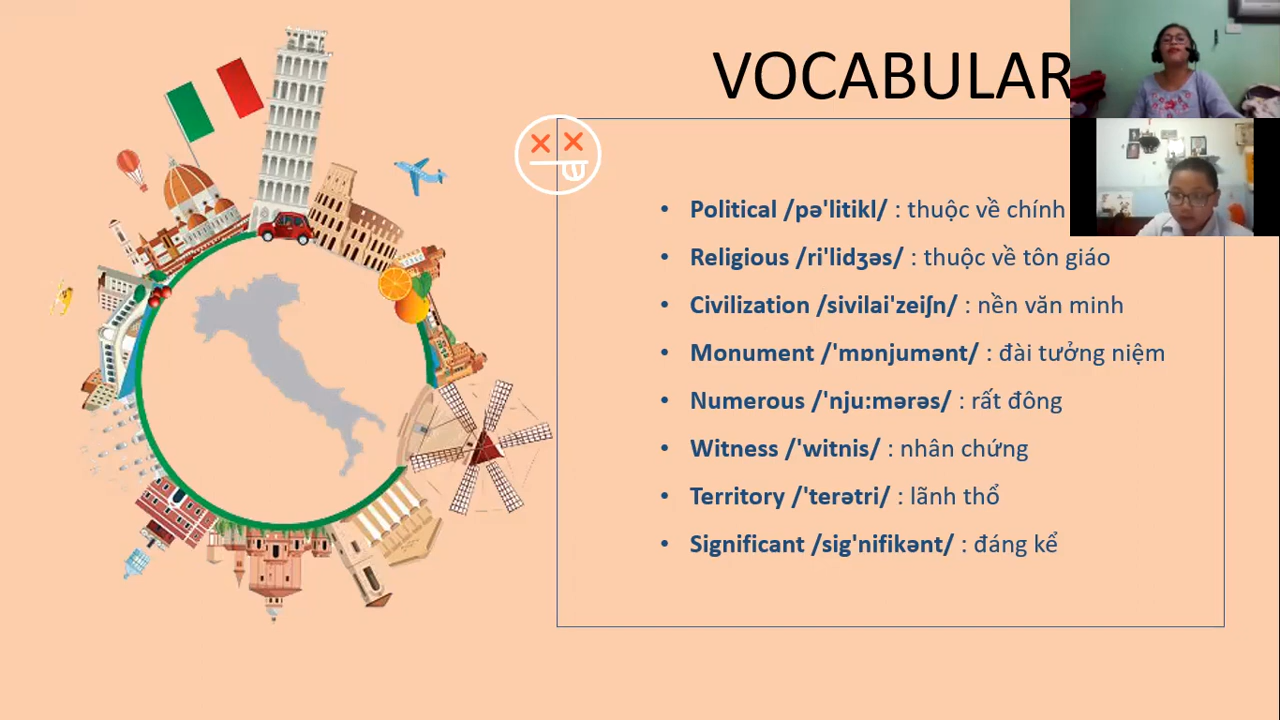 VOCABULAR
• Political /pə'litikl/ : thuộc về chính
• Religious /ri'lidʒəs/ : thuộc về tôn giáo
• Civilization /sivilai'zeiʃn/ : nền văn minh
• Monument /'mɒnjumənt/ : đài tưởng niệm
• Numerous /'nju:mərəs/ : rất đông
• Witness /'witnis/ : nhân chứng
• Territory /'terətri/ : lãnh thổ
• Significant /sig'nifikənt/ : đáng kể